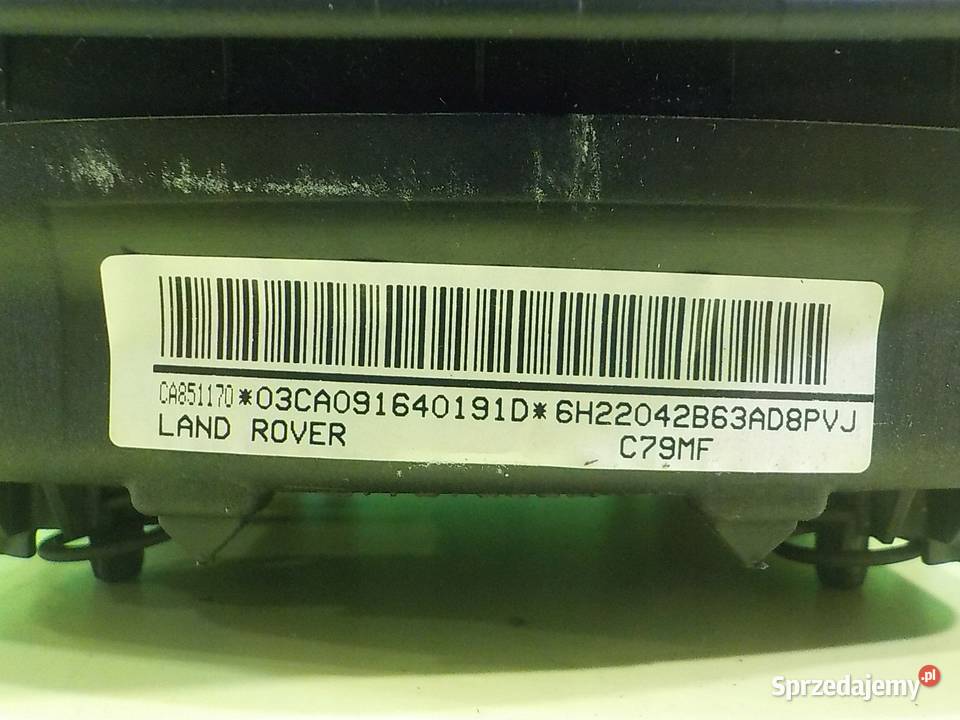 CA851170*03CA091640191D*6H22042B63AD8PVJ
LAND ROVER C79MF
Sprzedajemy.pl